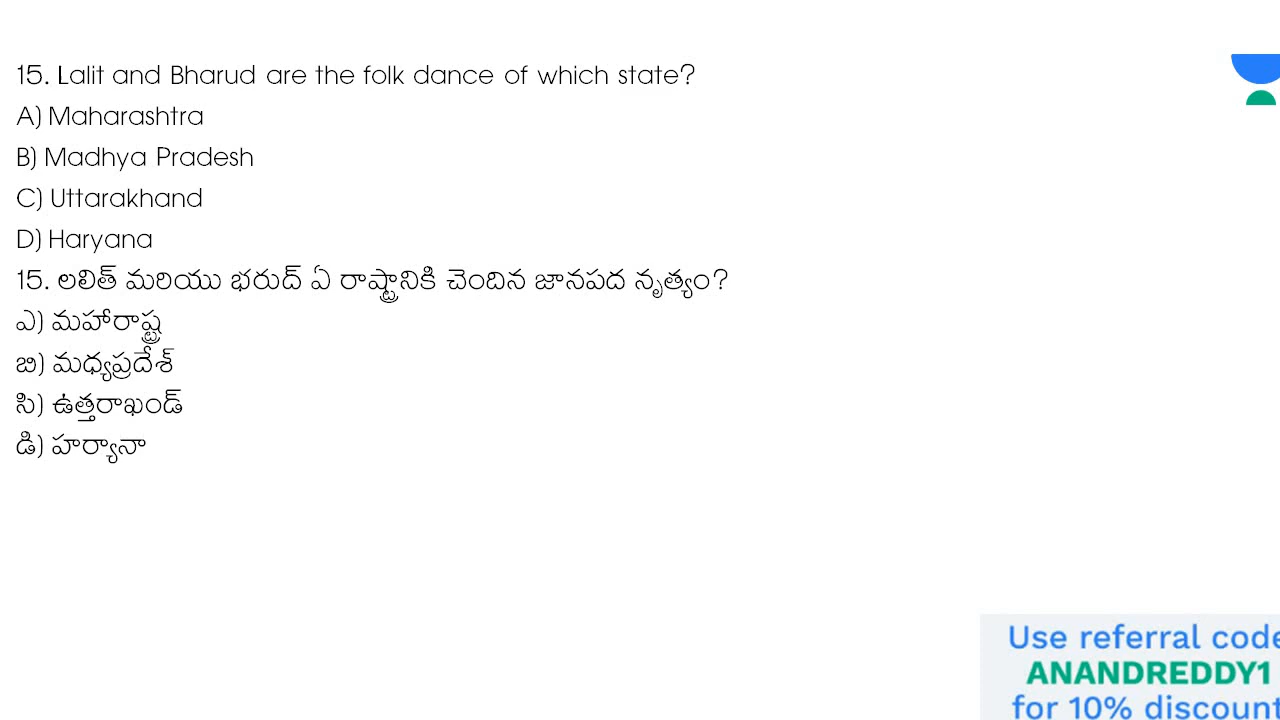 15. Lalit and Bharud are the folk dance of which state?
A) Maharashtra
B) Madhya Pradesh
C) Uttarakhand
D) Haryana
15. లలిత్ మరియు భరుద్ ఏ రాష్ట్రానికి చెందిన జానపద నృత్యం?
ఎ) మహారాష్ట్ర
బి) మధ్యప్రదేశ్
సి) ఉత్తరాఖండ్
డి) హర్యానా
Use referral code
ANANDREDDY1
for 10% discount